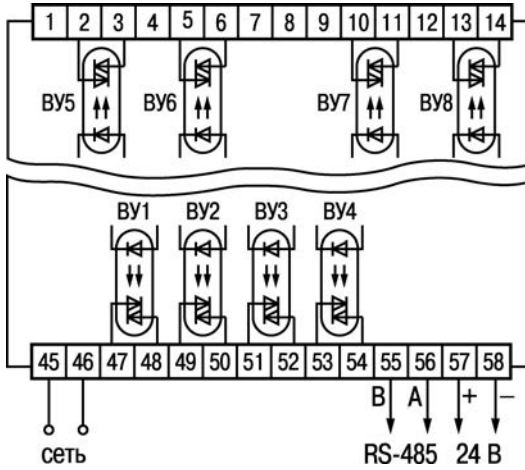 1 2 3 4 5 6 7 8 9 10 11 12 13 14
ВУ5 ВУ6 ВУ7 ВУ8
ВУ1 ВУ2 ВУ3 ВУ4
45 46 47 48 49 50 51 52 53 54 55 56 57 58
B A + −
сеть RS-485 24 В